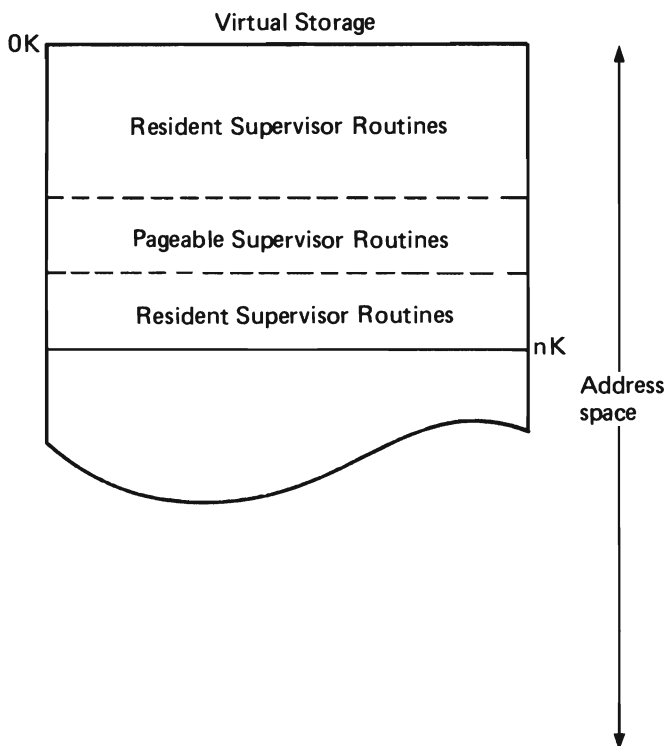 Virtual Storage
0K
Resident Supervisor Routines
Pageable Supervisor Routines
Resident Supervisor Routines
nK
Address
space